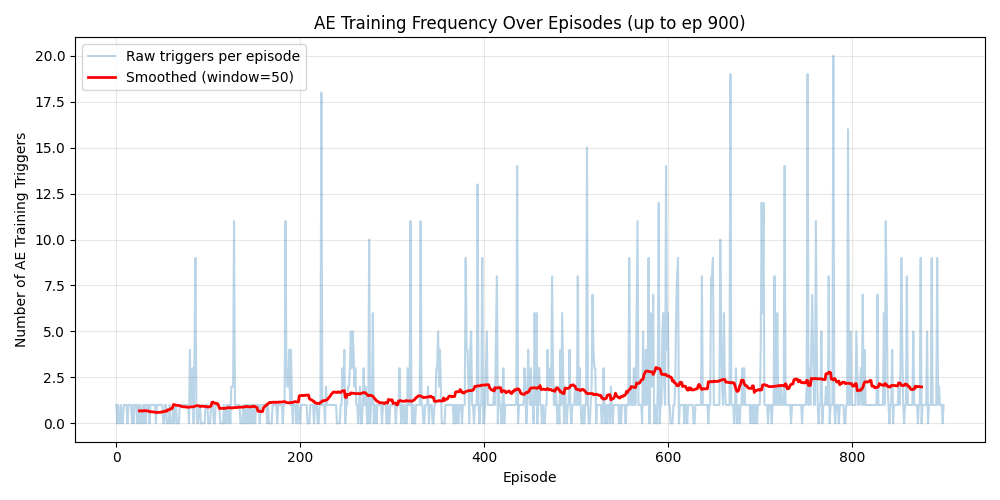 AE Training Frequency Over Episodes (up to ep 900)
Raw triggers per episode
Smoothed (window=50)
Number of AE Training Triggers
20.0
17.5
15.0
12.5
10.0
7.5
5.0
2.5
0.0
0 200 400 600 800
Episode